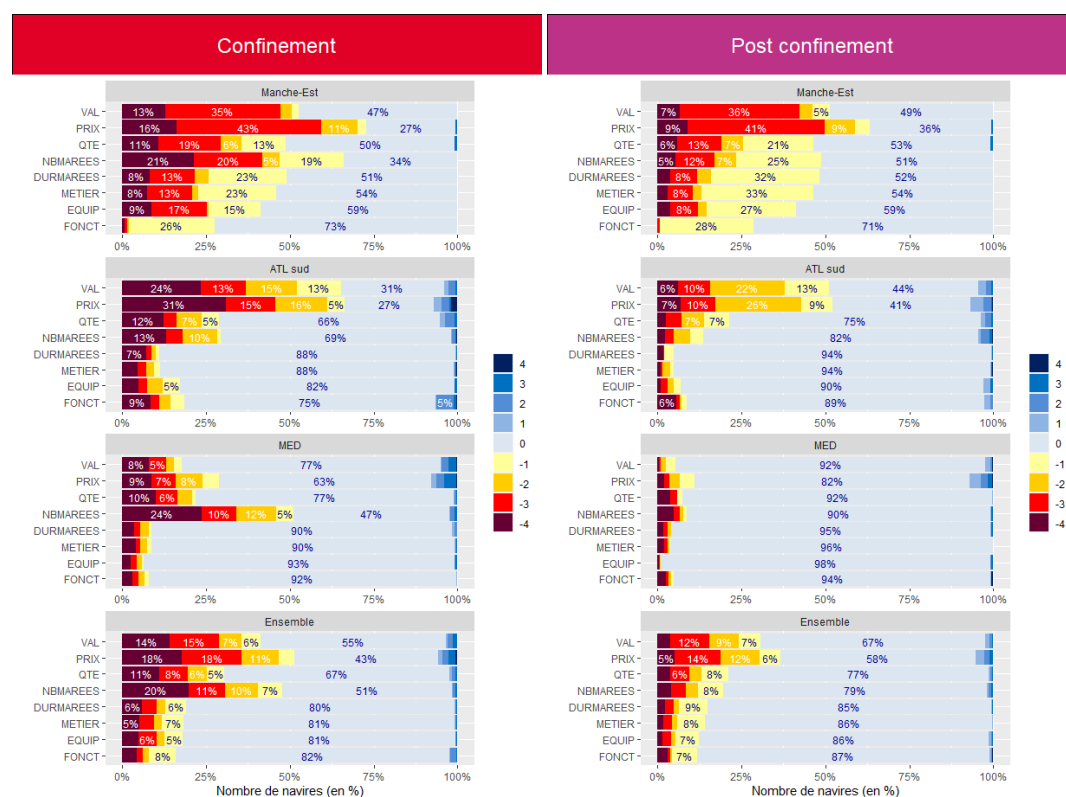 Confinement
Post confinement
Manche-Est
VAL 13% 35% 47%
PRIX 16% 43% 11% 27%
QTE 11% 19% 6% 13% 50%
NBMAREES 21% 20% 5% 19% 34%
DURMAREES 8% 13% 23% 51%
METIER 8% 13% 23% 54%
EQUIP 9% 17% 15% 59%
FONCT 26% 73%
0% 25% 50% 75% 100%
ATL sud
VAL 24% 13% 15% 13% 31%
PRIX 31% 15% 16% 5% 27%
QTE 12% 7% 5% 66%
NBMAREES 13% 10% 69%
DURMAREES 7% 88%
METIER 88%
EQUIP 5% 82%
FONCT 9% 75% 5%
0% 25% 50% 75% 100%
MED
VAL 8% 5% 77%
PRIX 9% 7% 8% 63%
QTE 10% 6% 77%
NBMAREES 24% 10% 12% 5% 47%
DURMAREES 90%
METIER 90%
EQUIP 93%
FONCT 92%
0% 25% 50% 75% 100%
Ensemble
VAL 14% 15% 7% 6% 55%
PRIX 18% 18% 11% 43%
QTE 11% 8% 6% 5% 67%
NBMAREES 20% 11% 10% 7% 51%
DURMAREES 6% 6% 80%
METIER 5% 7% 81%
EQUIP 6% 5% 81%
FONCT 8% 82%
0% 25% 50% 75% 100%
Nombre de navires (en %)
4
3
2
1
0
-1
-2
-3
-4
Manche-Est
VAL 7% 36% 5% 49%
PRIX 9% 41% 9% 36%
QTE 6% 13% 7% 21% 53%
NBMAREES 5% 12% 7% 25% 51%
DURMAREES 8% 32% 52%
METIER 8% 33% 54%
EQUIP 8% 27% 59%
FONCT 28% 71%
0% 25% 50% 75% 100%
ATL sud
VAL 6% 10% 22% 13% 44%
PRIX 7% 10% 26% 9% 41%
QTE 7% 7% 75%
NBMAREES 82%
DURMAREES 94%
METIER 94%
EQUIP 90%
FONCT 6% 89%
0% 25% 50% 75% 100%
MED
VAL 92%
PRIX 82%
QTE 92%
NBMAREES 90%
DURMAREES 95%
METIER 96%
EQUIP 98%
FONCT 94%
0% 25% 50% 75% 100%
Ensemble
VAL 12% 9% 7% 67%
PRIX 5% 14% 12% 6% 58%
QTE 6% 8% 77%
NBMAREES 8% 79%
DURMAREES 9% 85%
METIER 8% 86%
EQUIP 7% 86%
FONCT 7% 87%
0% 25% 50% 75% 100%
Nombre de navires (en %)
4
3
2
1
0
-1
-2
-3
-4